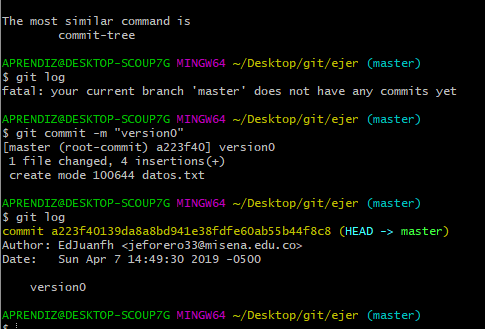 The most similar command is
commit-tree
APRENDIZ@DESKTOP-SCOUP7G MINGW64 ~/Desktop/git/ejer (master)
$ git log
fatal: your current branch 'master' does not have any commits yet
APRENDIZ@DESKTOP-SCOUP7G MINGW64 ~/Desktop/git/ejer (master)
$ git commit -m "version0"
[master (root-commit) a223f40] version0
1 file changed, 4 insertions(+)
create mode 100644 datos.txt
APRENDIZ@DESKTOP-SCOUP7G MINGW64 ~/Desktop/git/ejer (master)
$ git log
commit a223f40139da8a8bd941e38fdfe60ab55b44f8c8 (HEAD -> master)
Author: EdJuanfh <jeforero33@misena.edu.co>
Date:   Sun Apr 7 14:49:30 2019 -0500
version0
APRENDIZ@DESKTOP-SCOUP7G MINGW64 ~/Desktop/git/ejer (master)
$